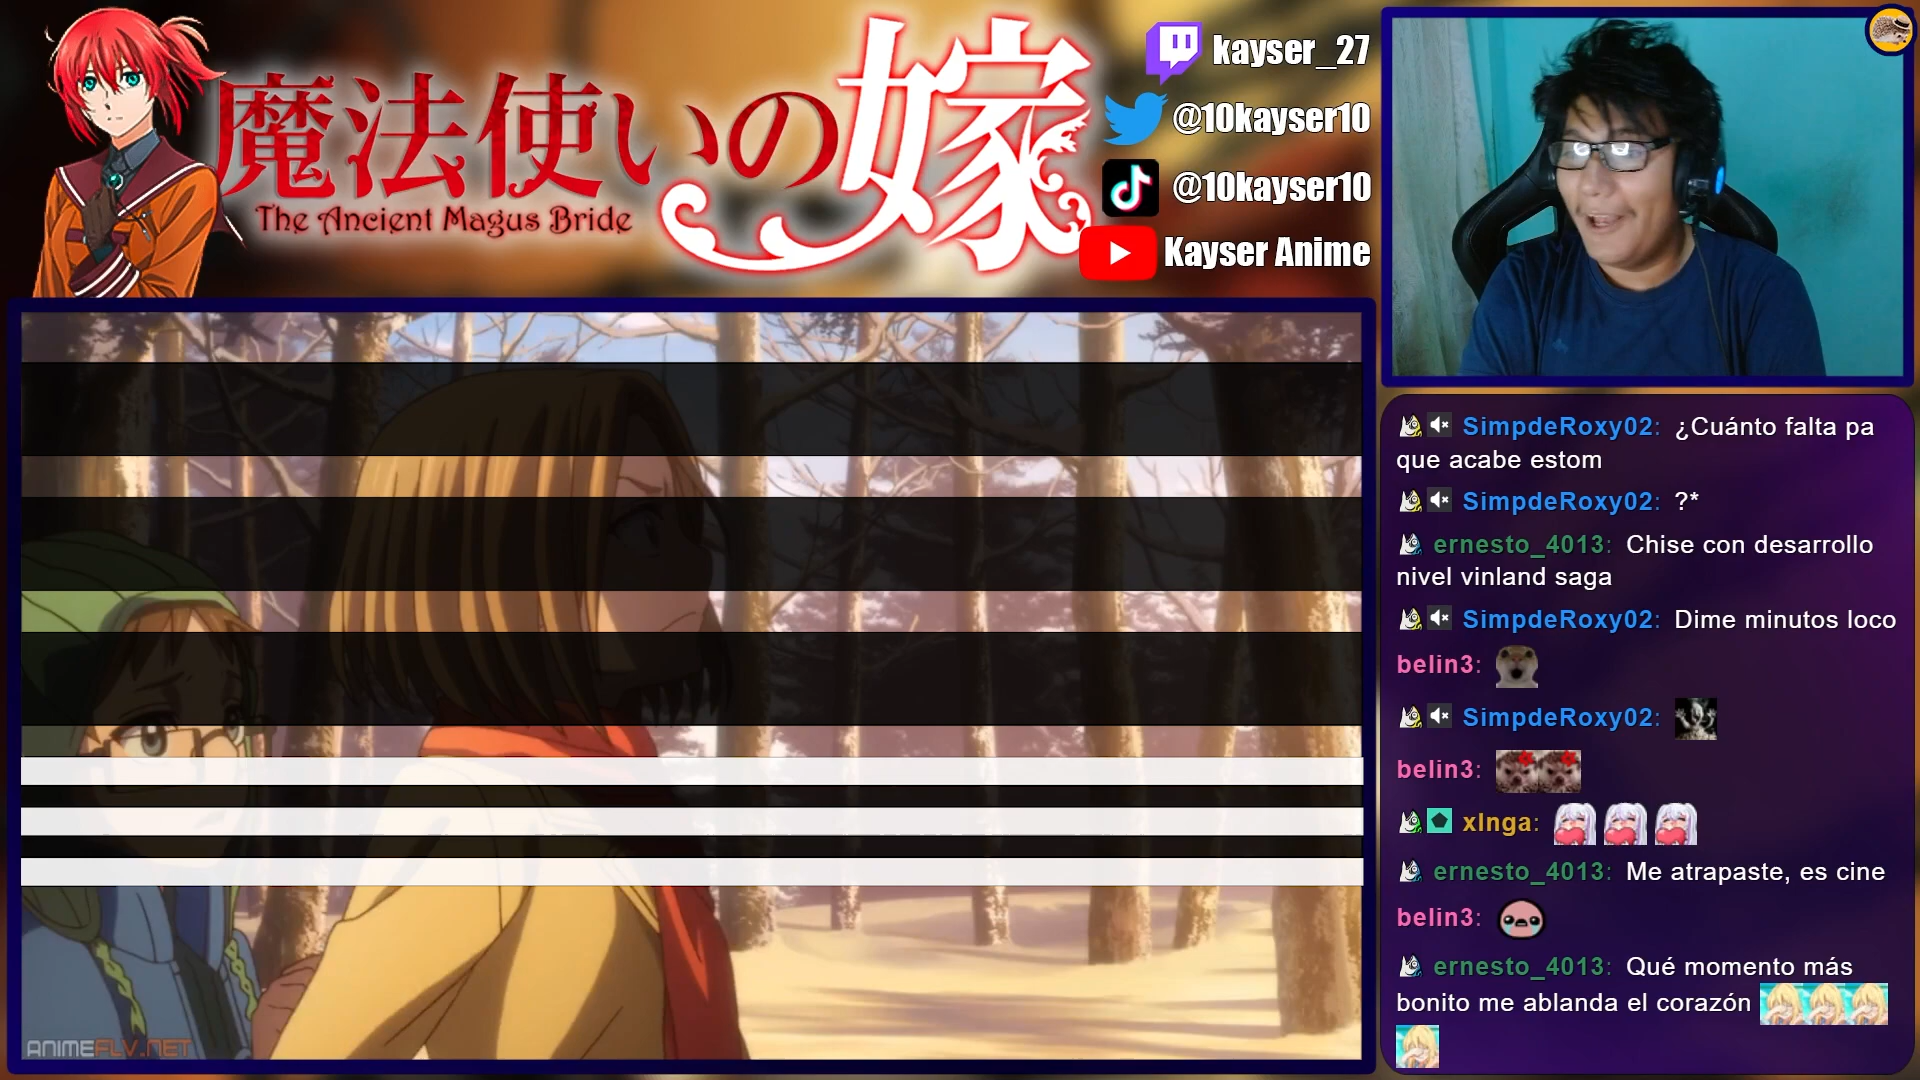 魔法使いの嫁
The Ancient Magus Bride
kayser_27
@10kayser10
@10kayser10
Kayser Anime
SimpdeRoxy02: ¿Cuánto falta pa
que acabe estom
SimpdeRoxy02: ?*
ernesto_4013: Chise con desarrollo
nivel vinland saga
SimpdeRoxy02: Dime minutos loco
belin3:
SimpdeRoxy02:
belin3:
xInga:
ernesto_4013: Me atrapaste, es cine
belin3:
ernesto_4013: Qué momento más
bonito me ablanda el corazón
ANIMEFLV.NET